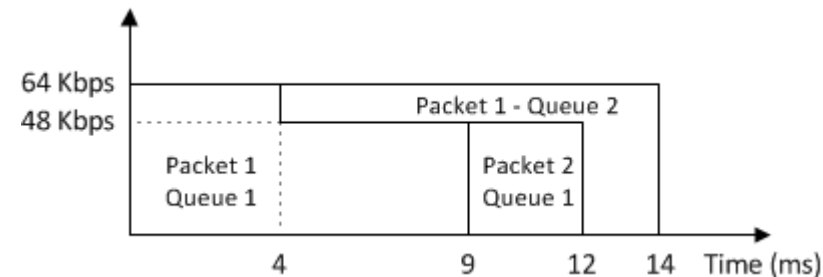 64 Kbps
48 Kbps
Packet 1 - Queue 2
Packet 1
Queue 1
Packet 2
Queue 1
4
9
12
14
Time (ms)